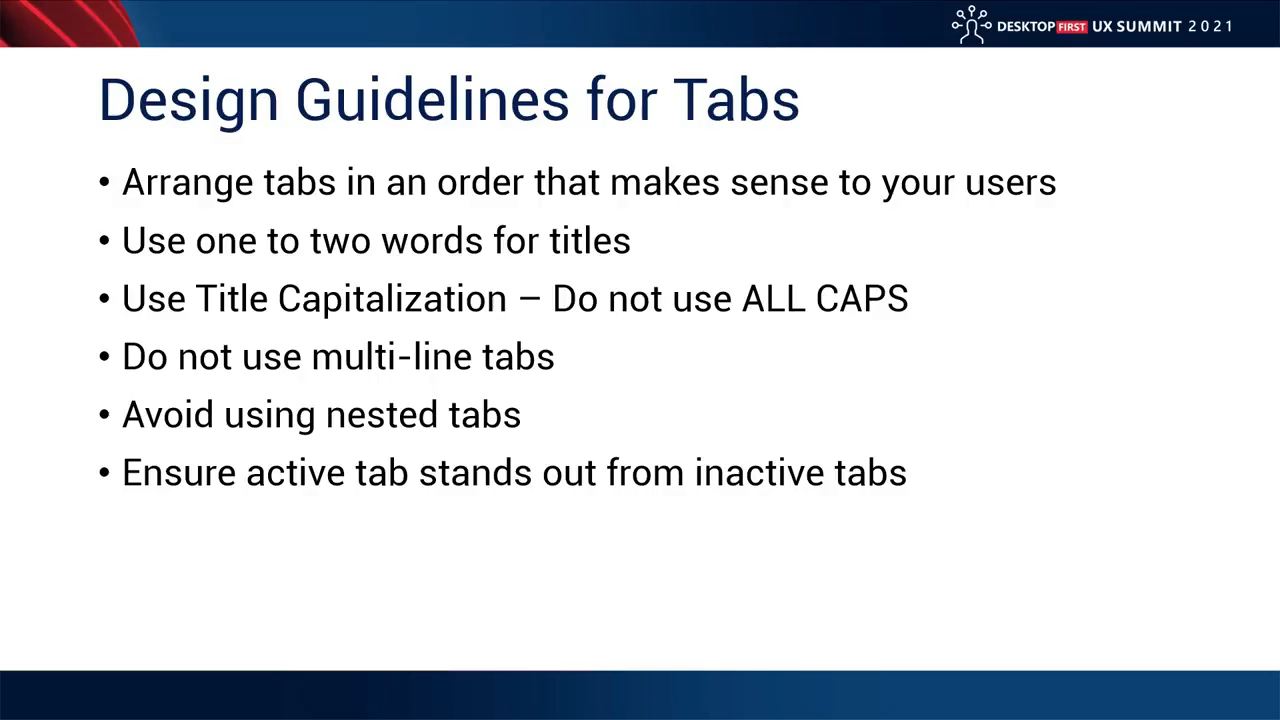 DESKTOP FIRST UX SUMMIT 2021
Design Guidelines for Tabs
• Arrange tabs in an order that makes sense to your users
• Use one to two words for titles
• Use Title Capitalization – Do not use ALL CAPS
• Do not use multi-line tabs
• Avoid using nested tabs
• Ensure active tab stands out from inactive tabs